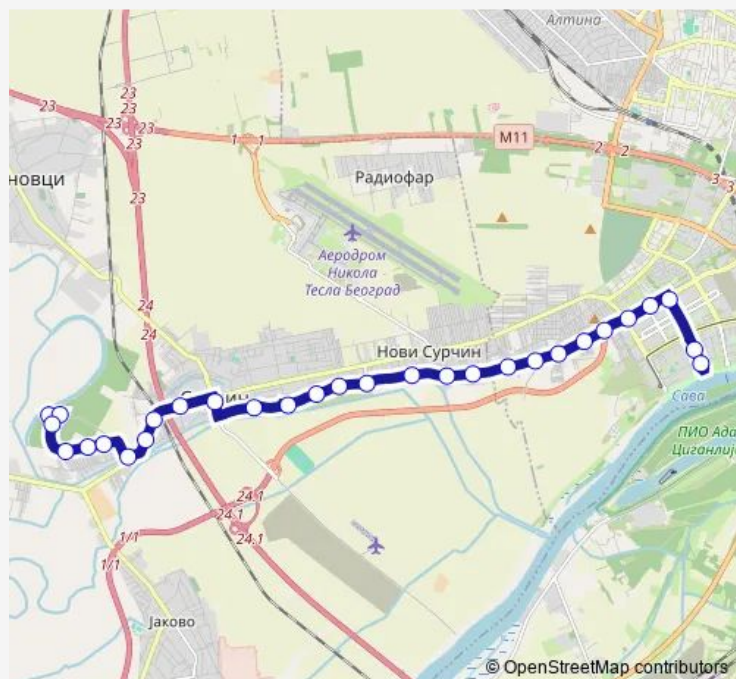 Алтина
23
23
23
23
1
1
M11
2
2
3
3
новци
23
Радиофар
Аеродром
Никола
Тесла Београд
24
24
Нови Сурчин
Сава
ПИО Ада
Циганлија
24.1
24.1
24.1
1/1
1/1
Јаково
© OpenStreetMap contributors